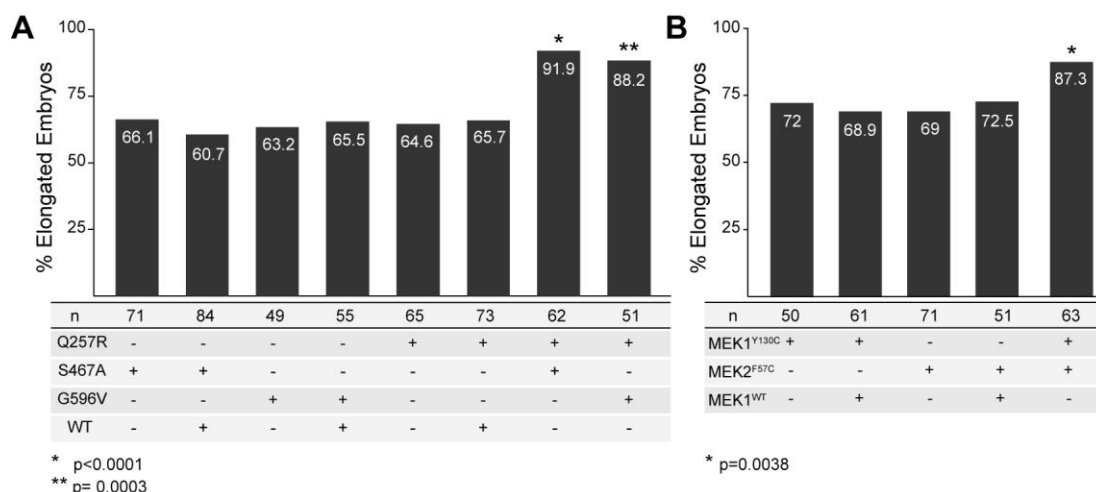 A
% Elongated Embryos
100
75
50
25
66.1
60.7
63.2
65.5
64.6
65.7
*
91.9
**
88.2
n 71 84 49 55 65 73 62 51
Q257R - - - - + + + +
S467A + + - - - - + -
G596V - - + + - - - +
WT - + - + - + - -
* p<0.0001
** p= 0.0003
B
% Elongated Embryos
100
75
50
25
72
68.9
69
72.5
*
87.3
n 50 61 71 51 63
MEK1Y130C + + - - +
MEK2F57C - - + + +
MEK1WT - + - + -
* p=0.0038